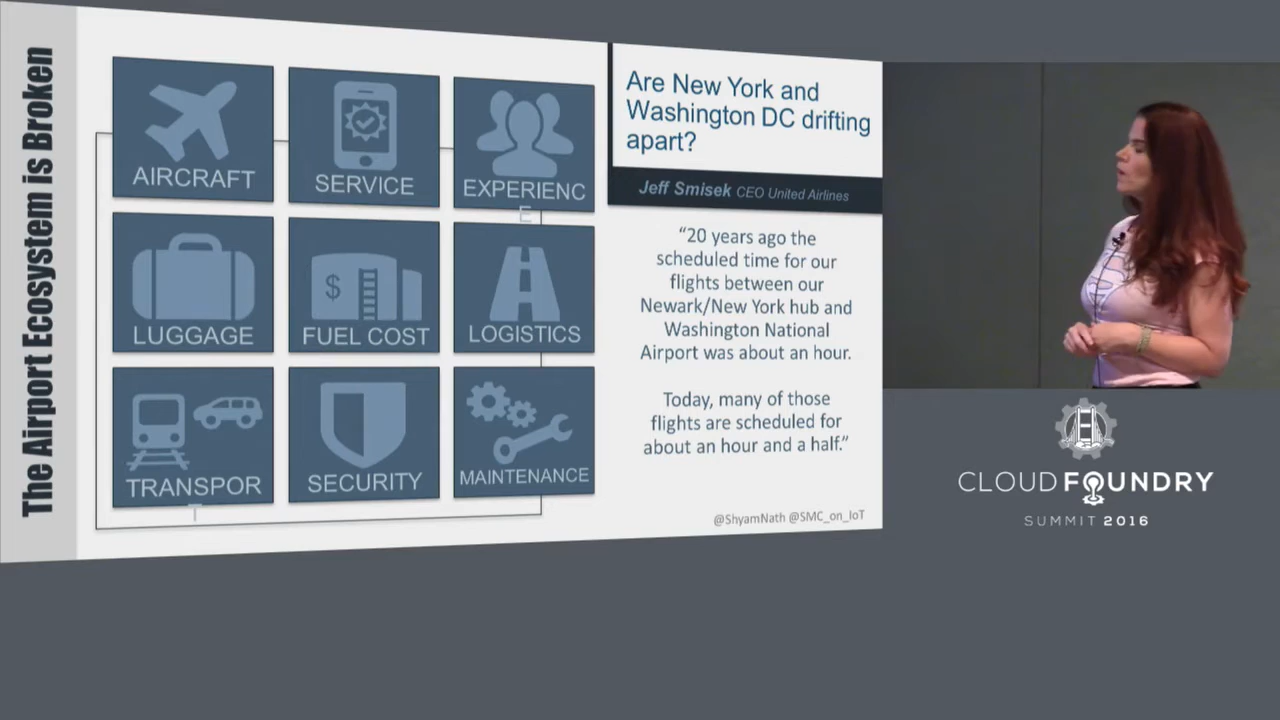 The Airport Ecosystem is Broken
AIRCRAFT
SERVICE
EXPERIENC
E
LUGGAGE
$
FUEL COST
LOGISTICS
TRANSPOR
T
SECURITY
MAINTENANCE
Are New York and
Washington DC drifting
apart?
Jeff Smisek CEO United Airlines
“20 years ago the
scheduled time for our
flights between our
Newark/New York hub and
Washington National
Airport was about an hour.
Today, many of those
flights are scheduled for
about an hour and a half.”
@ShyamNath @SMC_on_IoT
CLOUD FOUNDRY
SUMMIT 2016